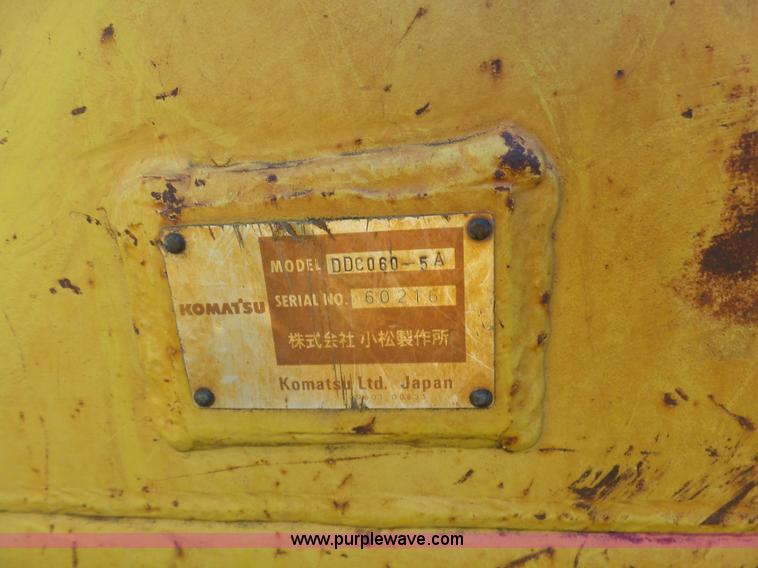 MODEL DDC060-5A
KOMATSU
SERIAL NO. 60216
株式会社 小松製作所
Komatsu Ltd. Japan
www.purplewave.com